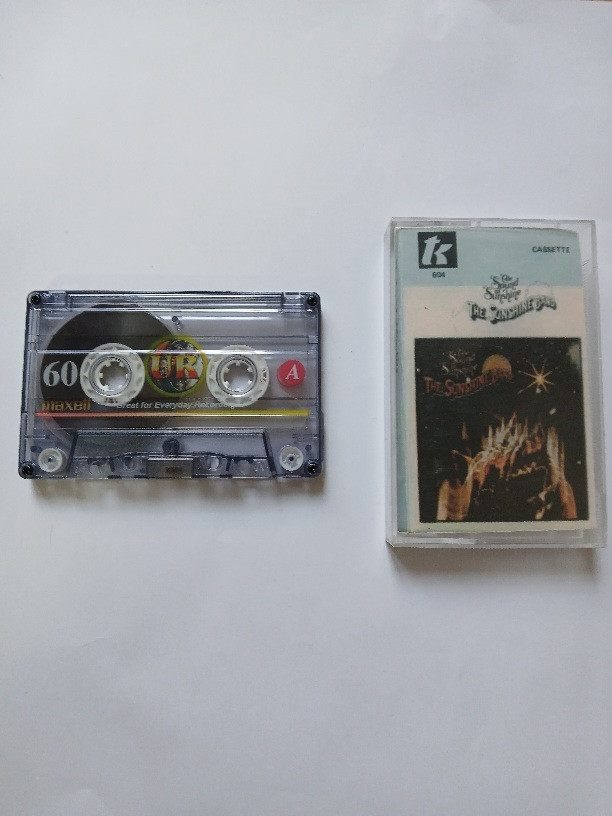 60
UR
A
maxell
Great for Everyday Recording
tk
604
CASSETTE
The
Sound
of
Sunshine
THE SUNSHINE BAND
The
Sound
of
Sunshine
THE SUNSHINE BAND